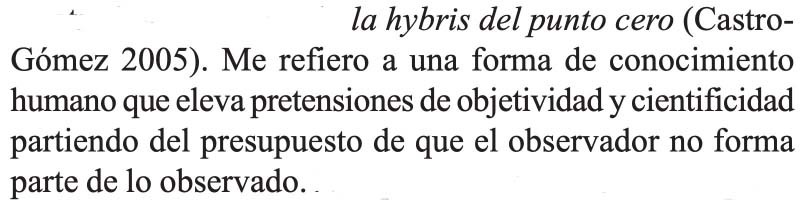 la hybris del punto cero (Castro-
Gómez 2005). Me refiero a una forma de conocimiento
humano que eleva pretensiones de objetividad y cientificidad
partiendo del presupuesto de que el observador no forma
parte de lo observado.